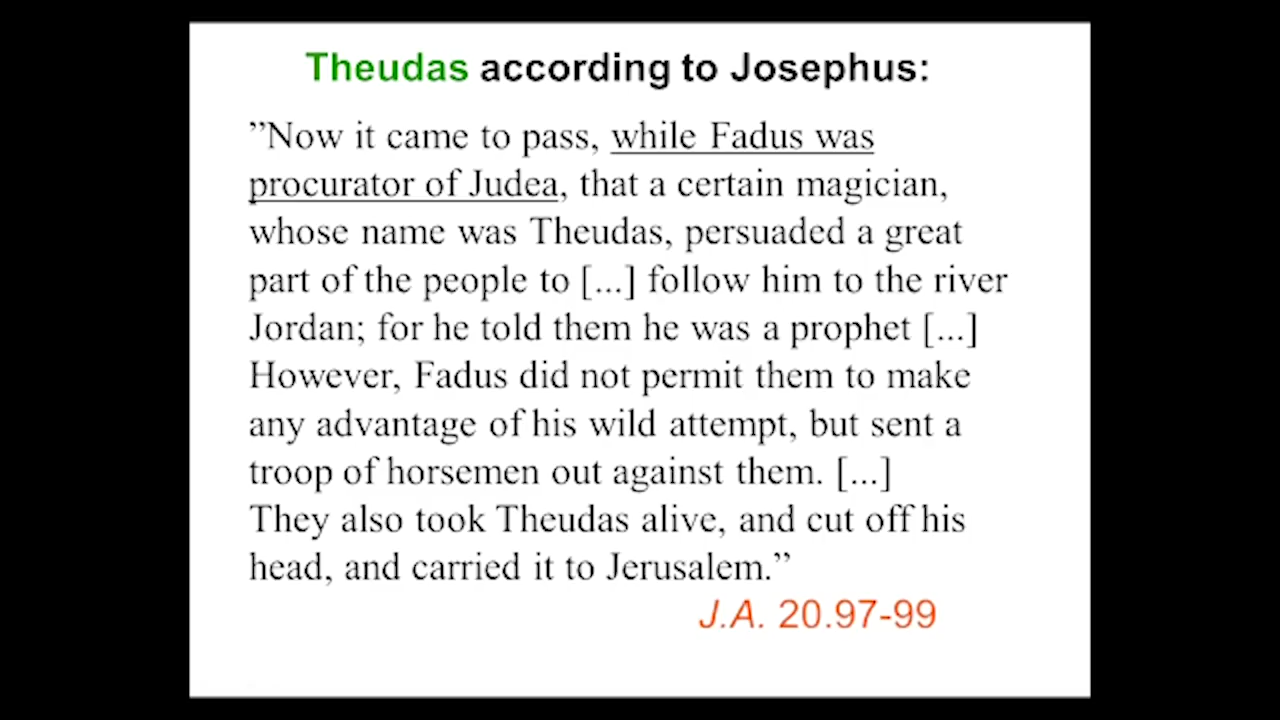 Theudas according to Josephus:
”Now it came to pass, while Fadus was
procurator of Judea, that a certain magician,
whose name was Theudas, persuaded a great
part of the people to [...] follow him to the river
Jordan; for he told them he was a prophet [...]
However, Fadus did not permit them to make
any advantage of his wild attempt, but sent a
troop of horsemen out against them. [...]
They also took Theudas alive, and cut off his
head, and carried it to Jerusalem.”
J.A. 20.97-99